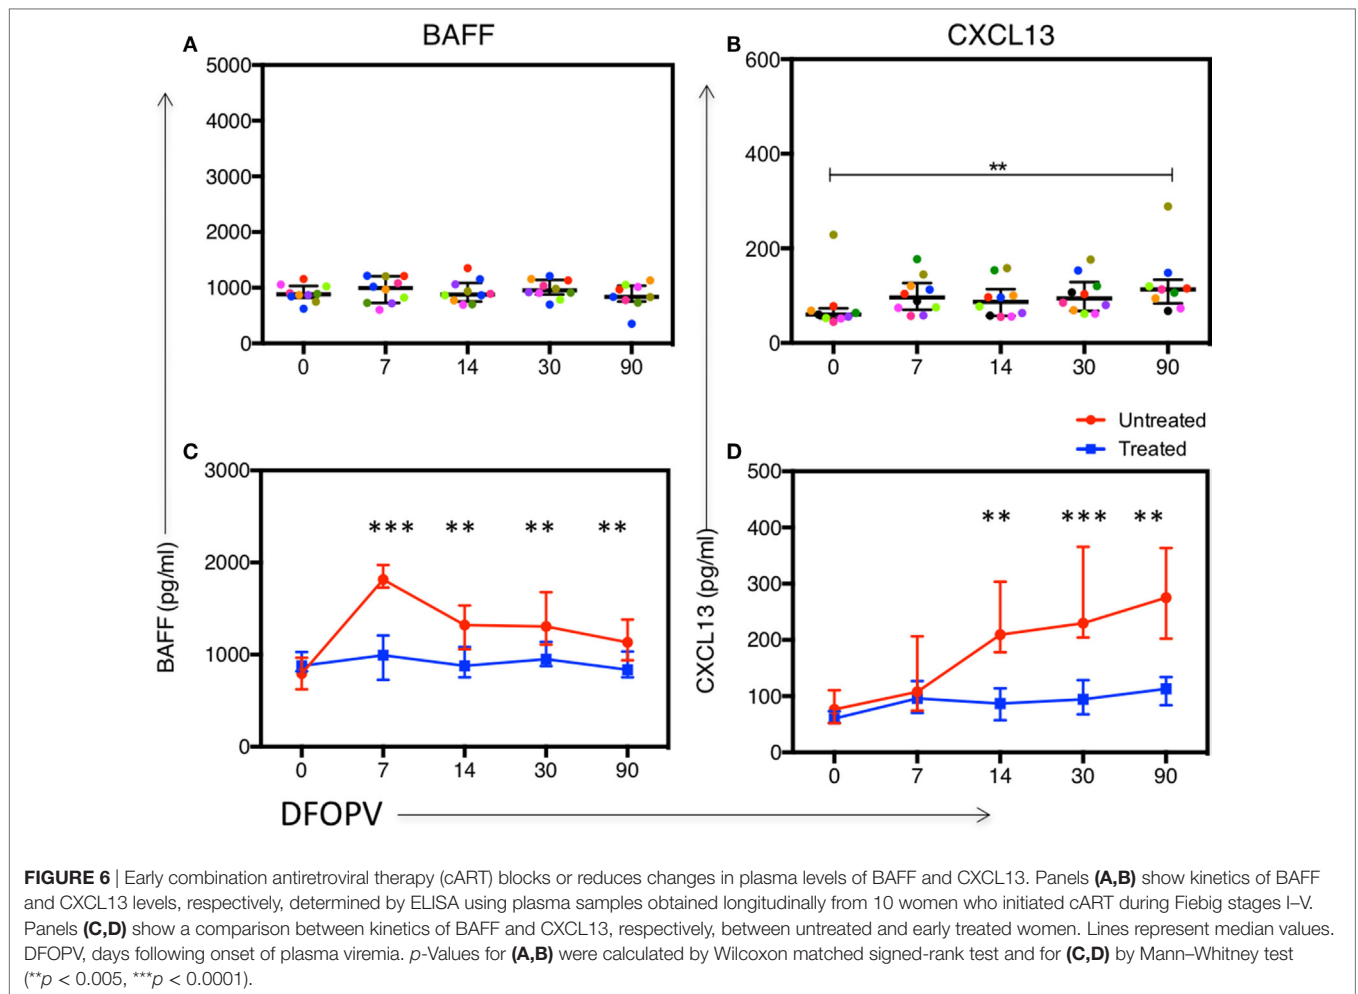 A
BAFF
B
CXCL13
5000
4000
3000
2000
1000
0
0 7 14 30 90
600
400
200
0
**
0 7 14 30 90
Untreated
Treated
C
3000
2000
1000
0
*** ** ** **
0 7 14 30 90
BAFF (pg/ml)
D
500
400
300
200
100
0
** *** **
0 7 14 30 90
CXCL13 (pg/ml)
DFOPV
FIGURE 6 | Early combination antiretroviral therapy (cART) blocks or reduces changes in plasma levels of BAFF and CXCL13. Panels (A,B) show kinetics of BAFF
and CXCL13 levels, respectively, determined by ELISA using plasma samples obtained longitudinally from 10 women who initiated cART during Fiebig stages I–V.
Panels (C,D) show a comparison between kinetics of BAFF and CXCL13, respectively, between untreated and early treated women. Lines represent median values.
DFOPV, days following onset of plasma viremia. p-Values for (A,B) were calculated by Wilcoxon matched signed-rank test and for (C,D) by Mann–Whitney test
(**p < 0.005, ***p < 0.0001).